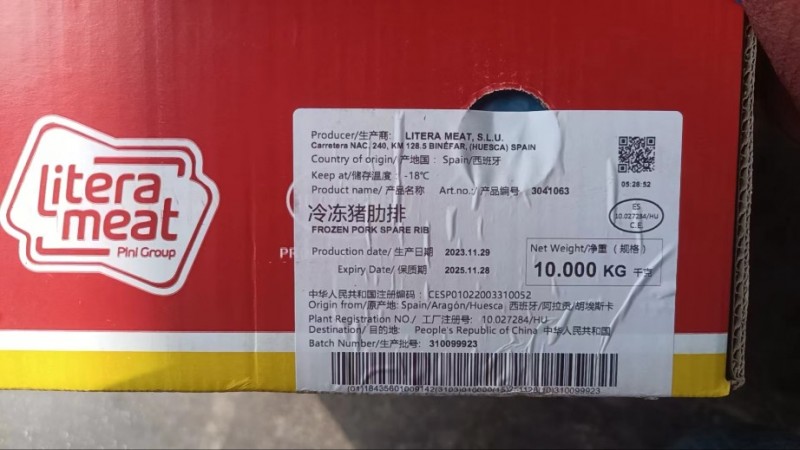 litera
meat
Pini Group
PR
Producer/生产商: LITERA MEAT, S.L.U.
Carretera NAC, 240, KM 128.5 BINÉFAR, (HUESCA) SPAIN
Country of origin/ 产地国 : Spain/西班牙
Keep at/储存温度 : -18℃
Product name/ 产品名称 Art.no./产品编号 3041063
05:28:52
冷冻猪肋排
FROZEN PORK SPARE RIB
ES
10.027284/HU
C.E.
Production date/ 生产日期 2023.11.29
Expiry Date/ 保质期 2025.11.28
Net Weight/净重 (规格)
10.000 KG 千克
中华人民共和国注册编码 : CESP01022003310052
Origin from/原产地: Spain/Aragón/Huesca 西班牙/阿拉贡/胡埃斯卡
Plant Registration NO./ 工厂注册号: 10.027284/HU
Destination/ 目的地: People's Republic of China 中华人民共和国
Batch Number/生产批号: 310099923
310099923